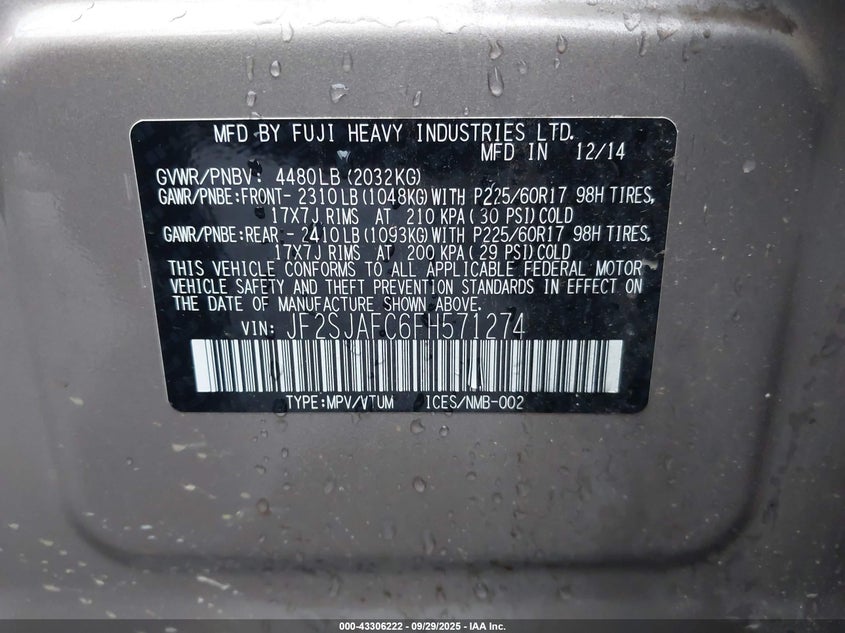 MFD BY FUJI HEAVY INDUSTRIES LTD.
MFD IN 12/14
GVWR/PNBV: 4480LB (2032KG)
GAWR/PNBE:FRONT- 2310LB (1048KG) WITH P225/60R17 98H TIRES,
17X7J RIMS AT 210 KPA (30 PSI) COLD
GAWR/PNBE:REAR - 2410LB (1093KG) WITH P225/60R17 98H TIRES,
17X7J RIMS AT 200 KPA (29 PSI) COLD
THIS VEHICLE CONFORMS TO ALL APPLICABLE FEDERAL MOTOR
VEHICLE SAFETY AND THEFT PREVENTION STANDARDS IN EFFECT ON
THE DATE OF MANUFACTURE SHOWN ABOVE.
VIN: JF2SJAFC6FH571274
TYPE:MPV/VTUM ICES/NMB-002
000-43306222 - 09/29/2025 - IAA Inc.